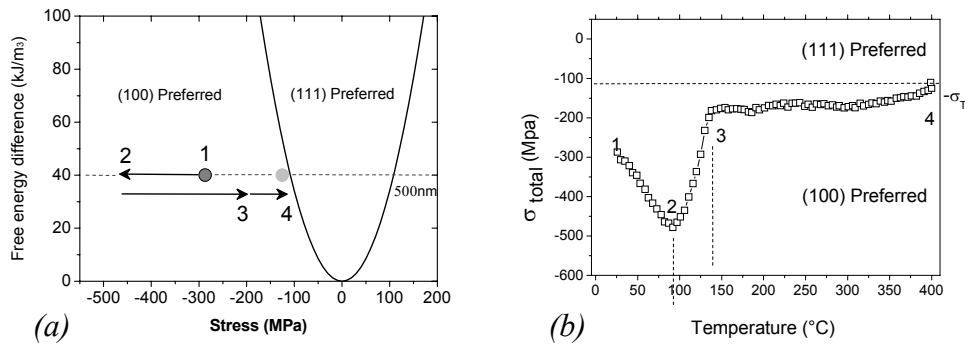 100
80
60
40
20
0
Free energy difference (kJ/m3)
(100) Preferred
(111) Preferred
2
1
3
4
500nm
-500 -400 -300 -200 -100 0 100 200
Stress (MPa)
(a)
0
-100
-200
-300
-400
-500
-600
σ total (Mpa)
(111) Preferred
-σT
1
2
3
4
(100) Preferred
0 50 100 150 200 250 300 350 400
Temperature (°C)
(b)